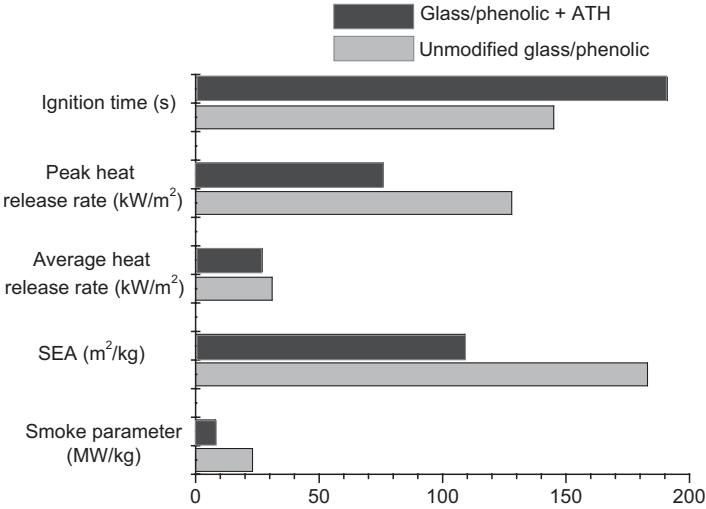 Glass/phenolic + ATH
Unmodified glass/phenolic
Ignition time (s)
Peak heat
release rate (kW/m²)
Average heat
release rate (kW/m²)
SEA (m²/kg)
Smoke parameter
(MW/kg)
0 50 100 150 200